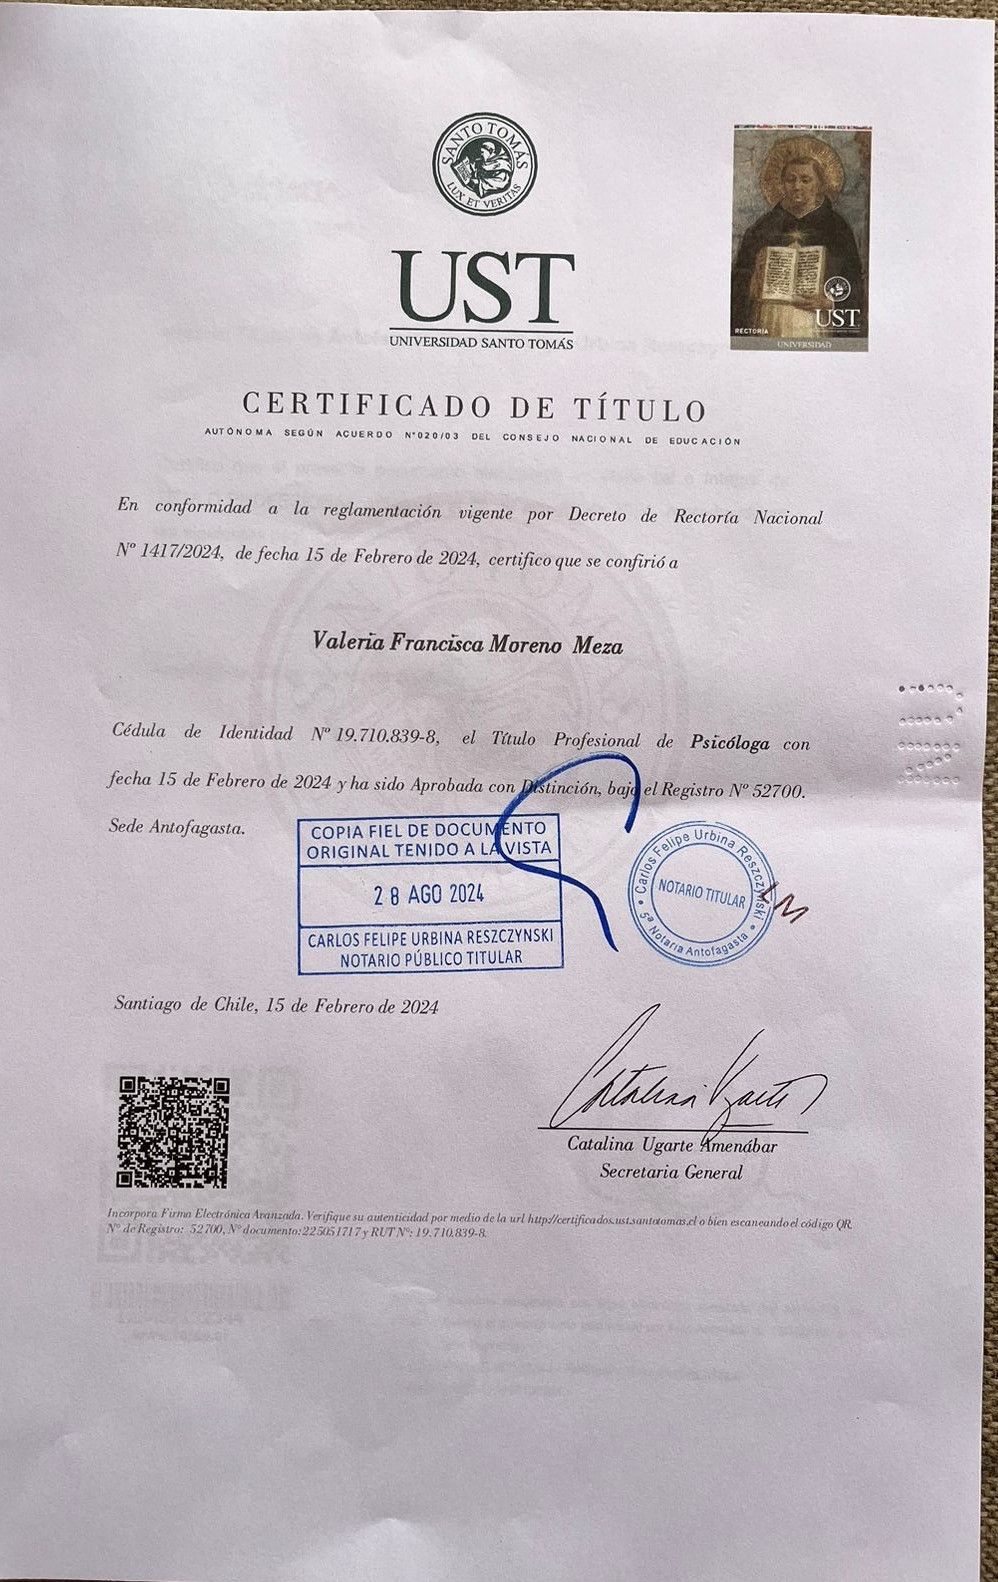 SANTO TOMÁS
LUX ET VERITAS
UST
UNIVERSIDAD SANTO TOMÁS
RECTORÍA
UST
UNIVERSIDAD
CERTIFICADO DE TÍTULO
AUTÓNOMA SEGÚN ACUERDO N°020/03 DEL CONSEJO NACIONAL DE EDUCACIÓN
En conformidad a la reglamentación vigente por Decreto de Rectoría Nacional
Nº 1417/2024, de fecha 15 de Febrero de 2024, certifico que se confirió a
Valeria Francisca Moreno Meza
Cédula de Identidad Nº 19.710.839-8, el Título Profesional de Psicóloga con
fecha 15 de Febrero de 2024 y ha sido Aprobada con Distinción, bajo el Registro Nº 52700.
Sede Antofagasta.
COPIA FIEL DE DOCUMENTO
ORIGINAL TENIDO A LA VISTA
28 AGO 2024
CARLOS FELIPE URBINA RESZCZYNSKI
NOTARIO PÚBLICO TITULAR
Carlos Felipe Urbina Reszczynski
NOTARIO TITULAR
5ª Notaría Antofagasta
Santiago de Chile, 15 de Febrero de 2024
Catalina Ugarte Amenábar
Secretaria General
Incorpora Firma Electrónica Avanzada. Verifique su autenticidad por medio de la url http://certificados.ust.santotomas.cl o bien escaneando el código QR.
N° de Registro: 52700, N° documento: 225051717 y RUT Nº: 19.710.839-8.